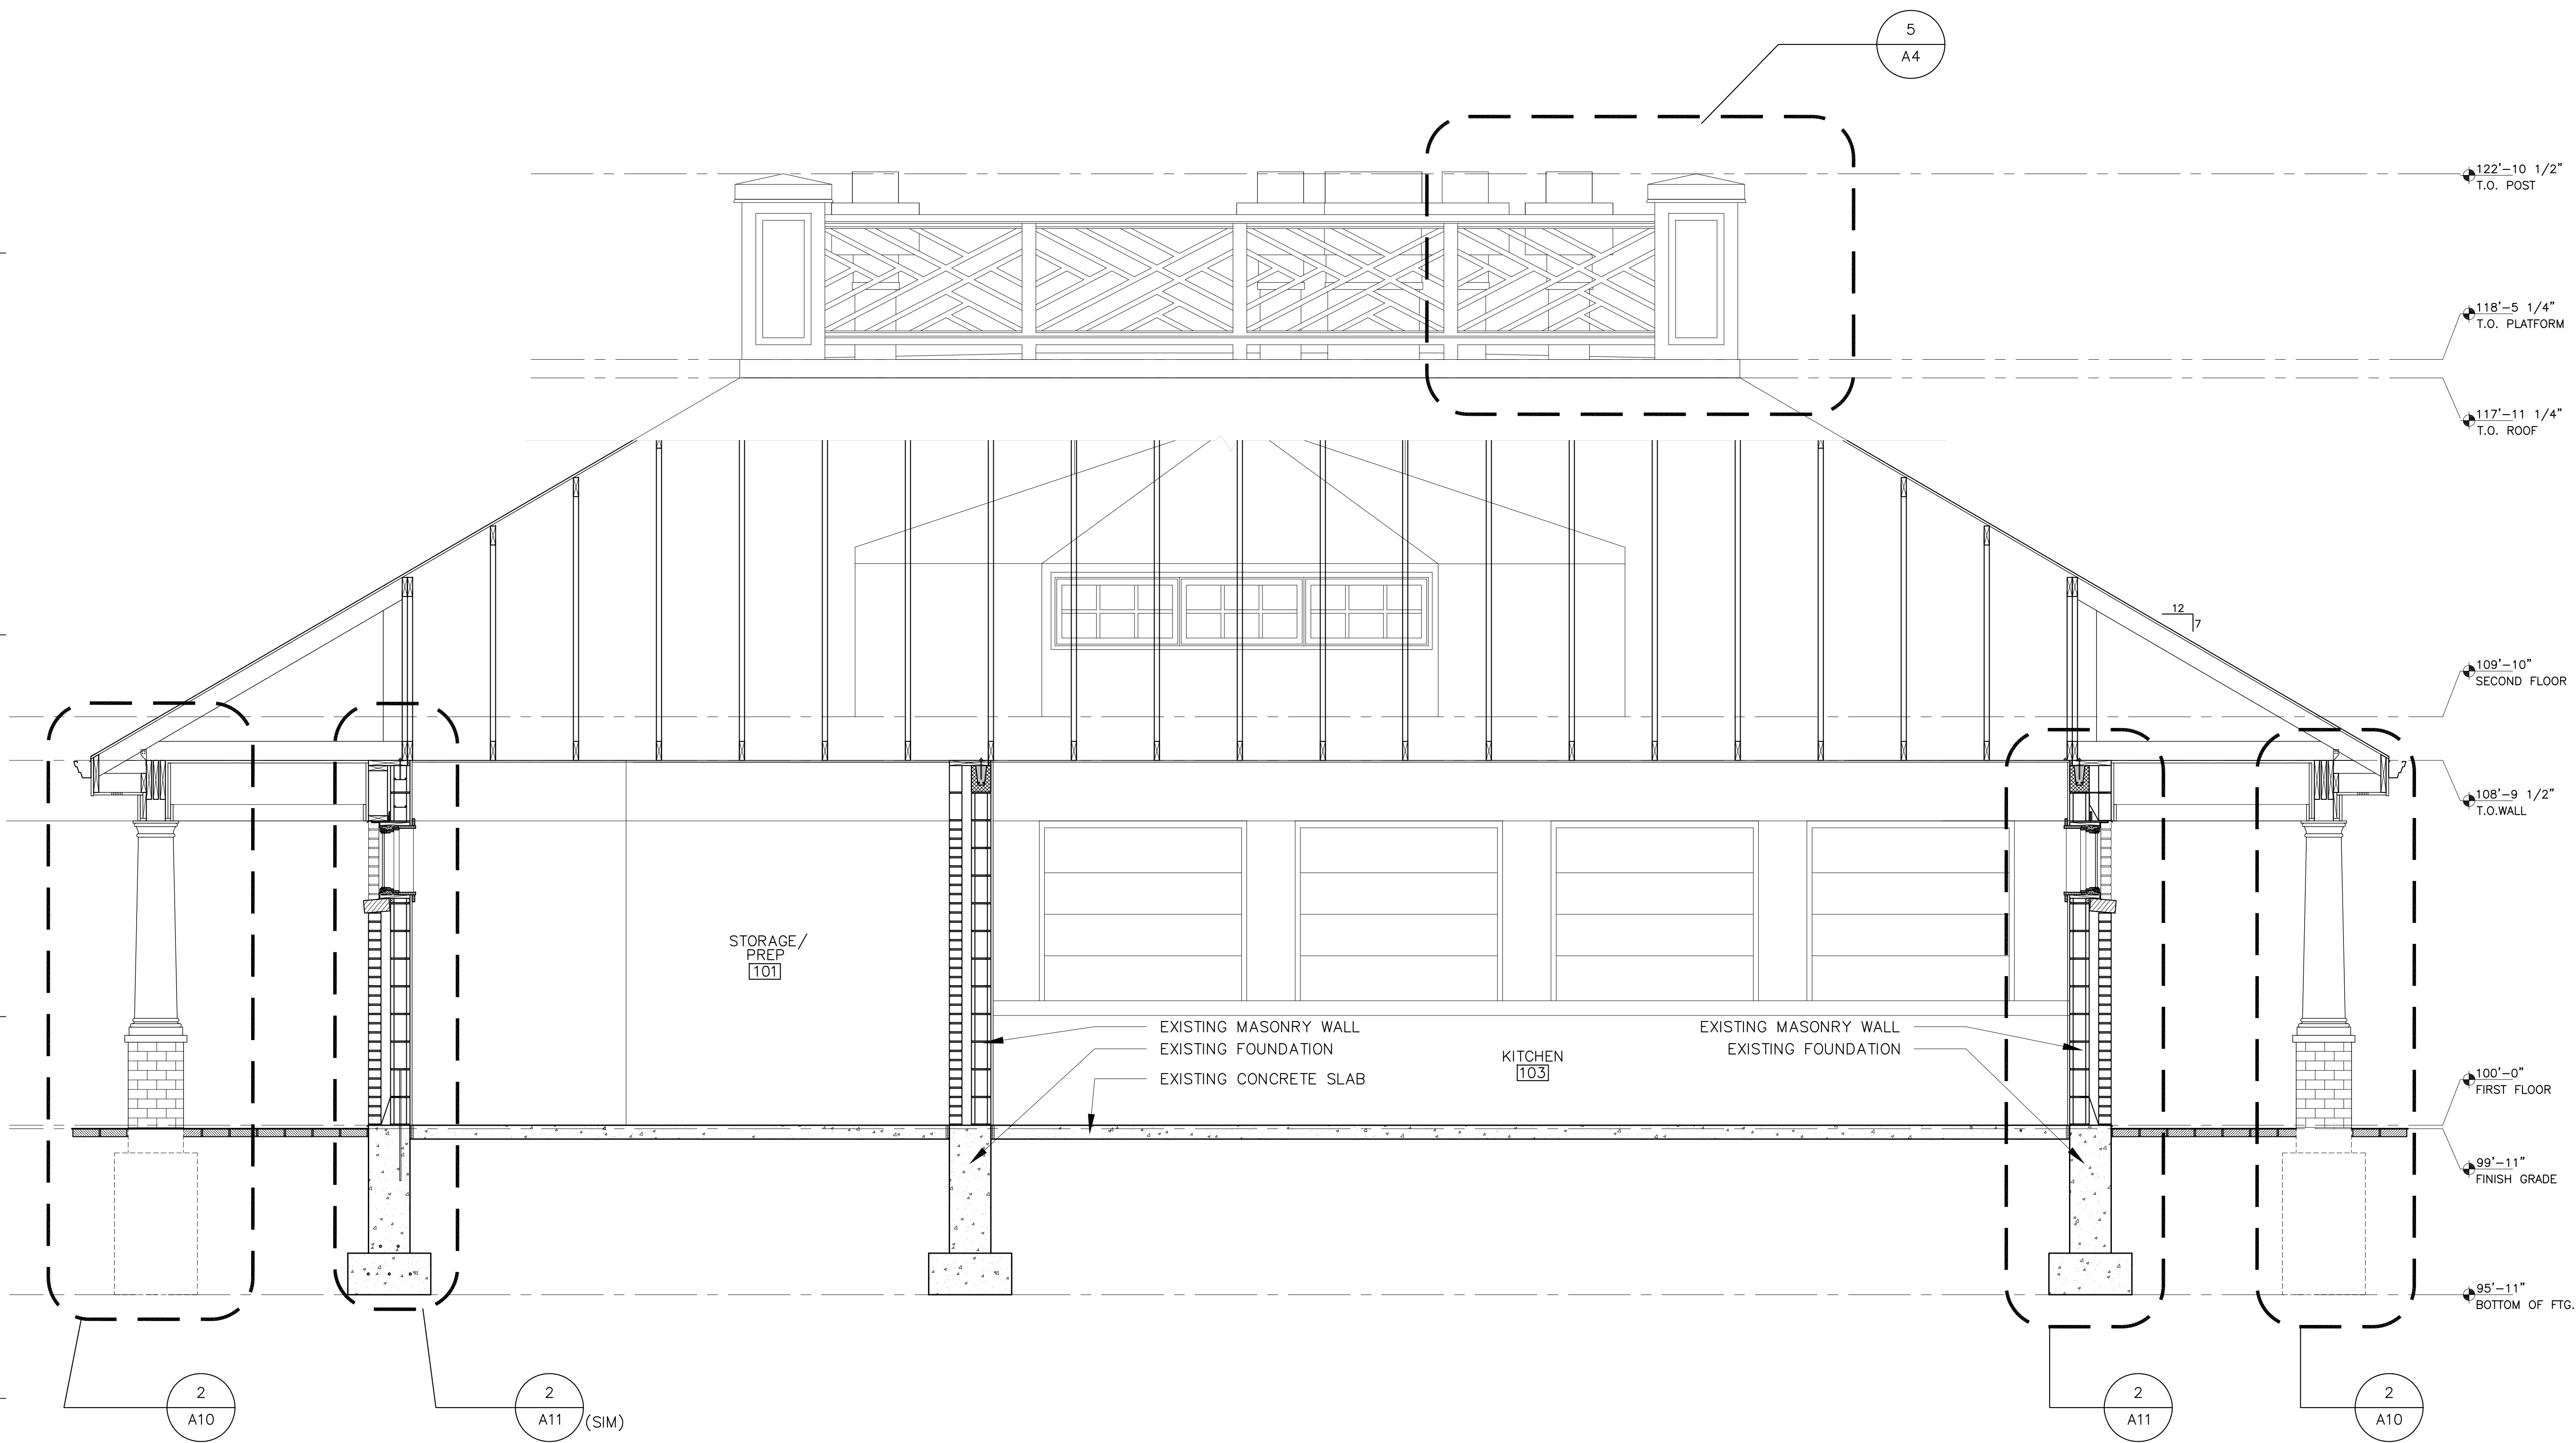 5
A4
122'-10 1/2"
T.O. POST
118'-5 1/4"
T.O. PLATFORM
117'-11 1/4"
T.O. ROOF
12
7
109'-10"
SECOND FLOOR
108'-9 1/2"
T.O.WALL
STORAGE/
PREP
101
EXISTING MASONRY WALL
EXISTING FOUNDATION
EXISTING CONCRETE SLAB
KITCHEN
103
EXISTING MASONRY WALL
EXISTING FOUNDATION
100'-0"
FIRST FLOOR
99'-11"
FINISH GRADE
95'-11"
BOTTOM OF FTG.
2
A10
2
A11
(SIM)
2
A11
2
A10